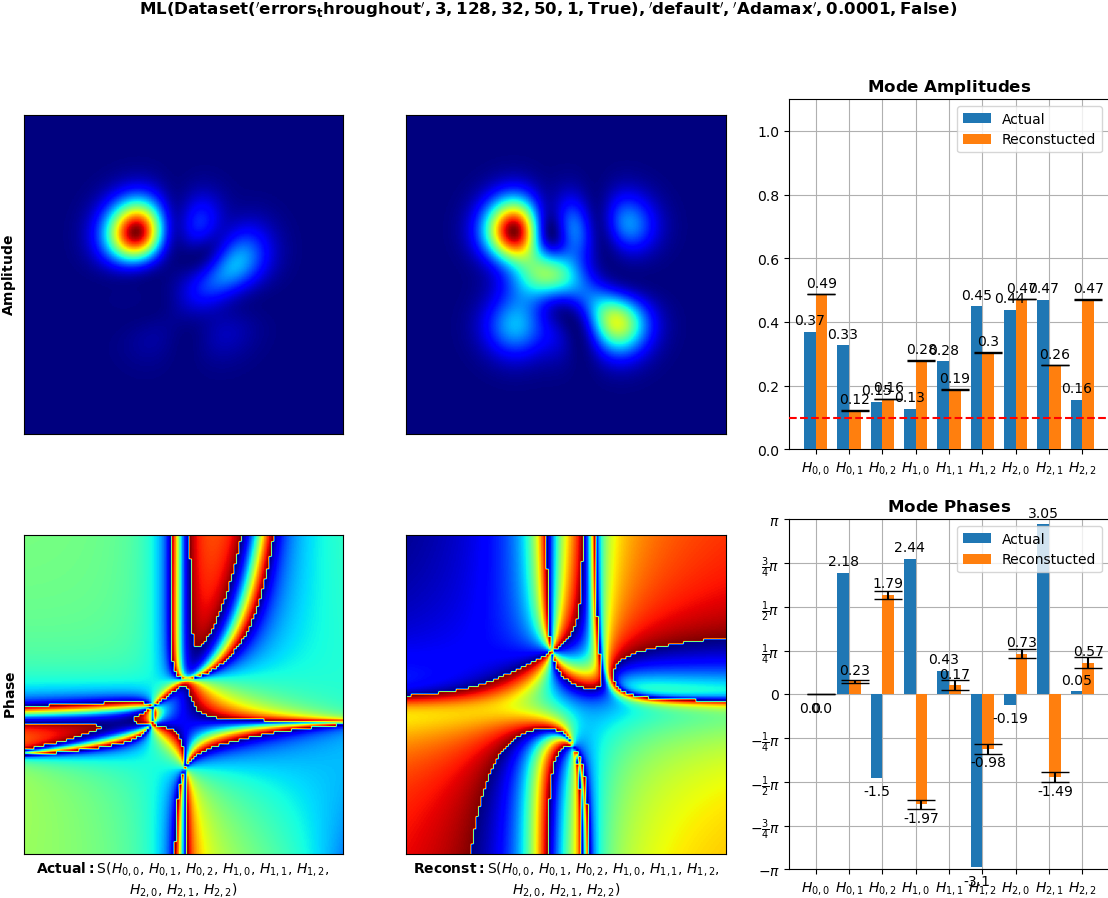 ML(Dataset('errors_throughout', 3, 128, 32, 50, 1, True), 'default', 'Adamax', 0.0001, False)
Amplitude
Mode Amplitudes
Actual
Reconstucted
1.0
0.8
0.6
0.4
0.2
0.0
0.37
0.49
0.33
0.12
0.15
0.16
0.13
0.28
0.28
0.19
0.45
0.3
0.44
0.47
0.47
0.26
0.16
0.47
H0,0 H0,1 H0,2 H1,0 H1,1 H1,2 H2,0 H2,1 H2,2
Phase
Mode Phases
Actual
Reconstucted
π
3/4π
1/2π
1/4π
0
−1/4π
−1/2π
−3/4π
−π
0.0
0.0
2.18
0.23
-1.5
1.79
2.44
-1.97
0.43
0.17
-3.1
-0.98
-0.19
0.73
3.05
-1.49
0.05
0.57
H0,0 H0,1 H0,2 H1,0 H1,1 H1,2 H2,0 H2,1 H2,2
Actual: S(H0,0, H0,1, H0,2, H1,0, H1,1, H1,2,
H2,0, H2,1, H2,2)
Reconst: S(H0,0, H0,1, H0,2, H1,0, H1,1, H1,2,
H2,0, H2,1, H2,2)